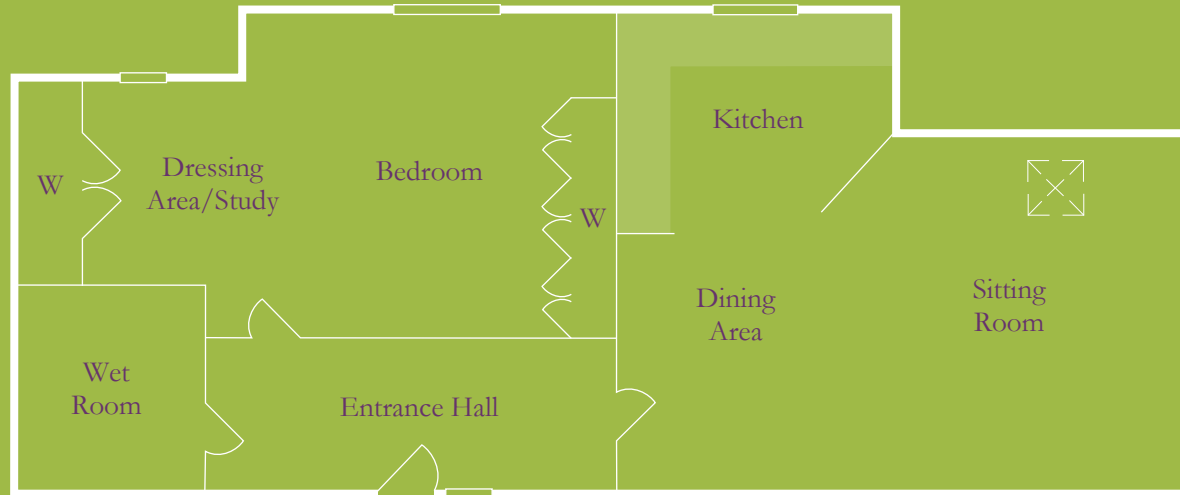 Kitchen
W
Dressing
Area/Study
Bedroom
W
Dining
Area
Sitting
Room
Wet
Room
Entrance Hall